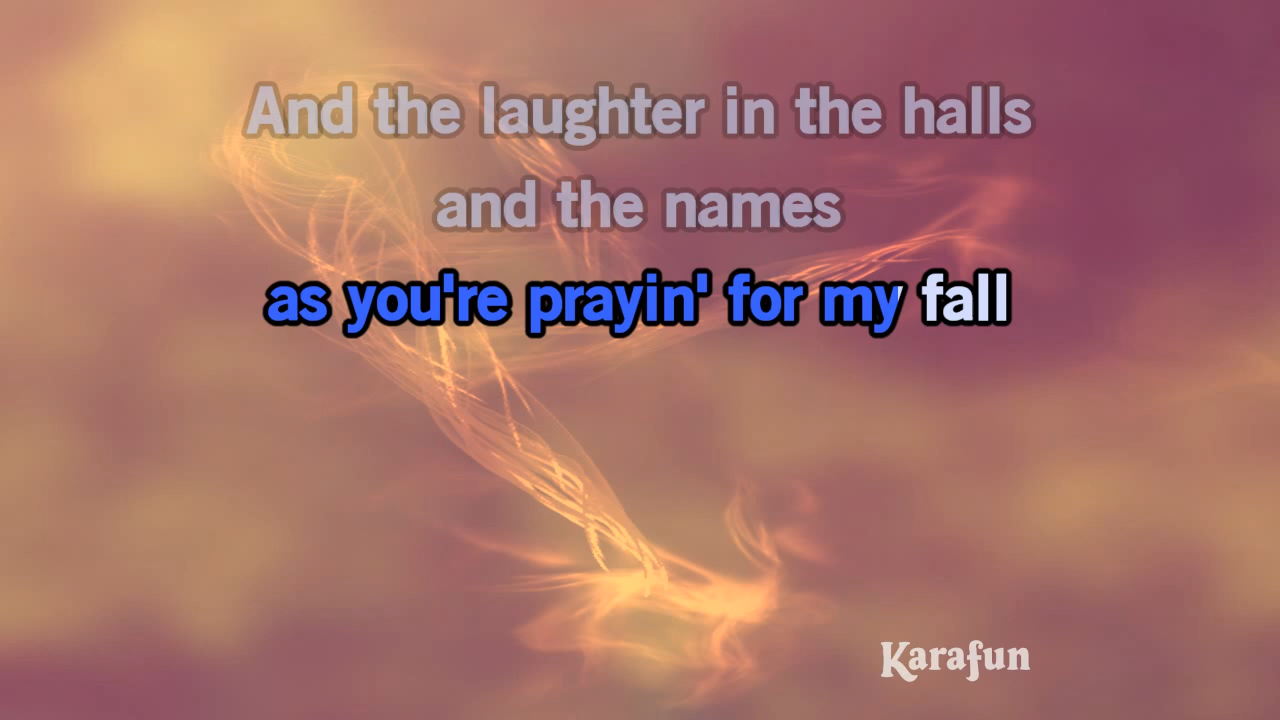 And the laughter in the halls
and the names
as you're prayin' for my fall
Karafun